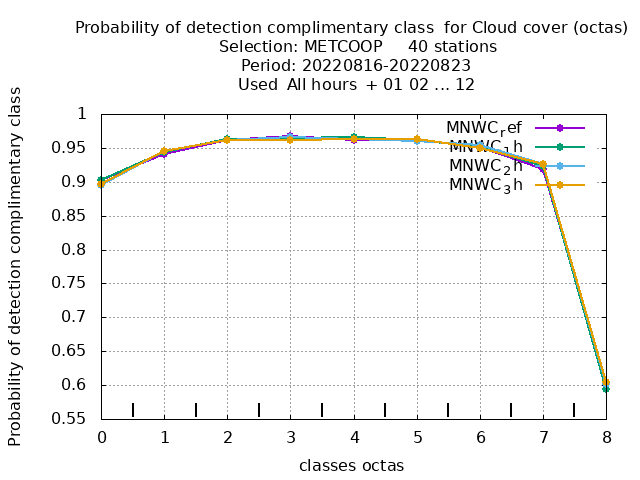 Probability of detection complimentary class for Cloud cover (octas)
Selection: METCOOP 40 stations
Period: 20220816-20220823
Used All hours + 01 02 ... 12
Probability of detection complimentary class
1
0.95
0.9
0.85
0.8
0.75
0.7
0.65
0.6
0.55
MNWC_ref
MNWC_1h
MNWC_2h
MNWC_3h
0 1 2 3 4 5 6 7 8
classes octas